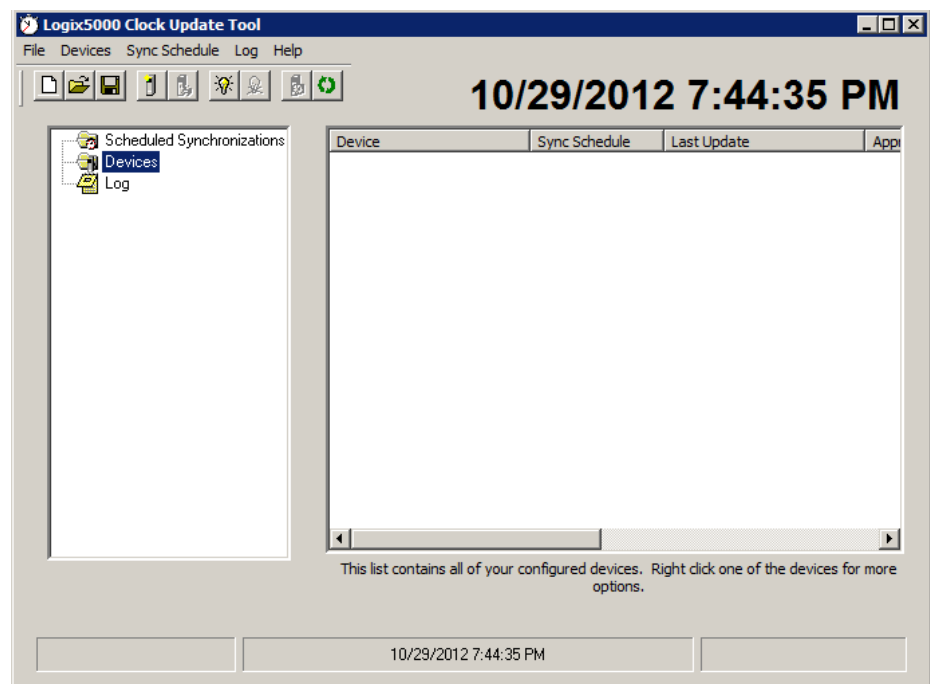 Logix5000 Clock Update Tool
File Devices Sync Schedule Log Help
10/29/2012 7:44:35 PM
Scheduled Synchronizations
Devices
Log
Device Sync Schedule Last Update Appr
This list contains all of your configured devices. Right click one of the devices for more
options.
10/29/2012 7:44:35 PM